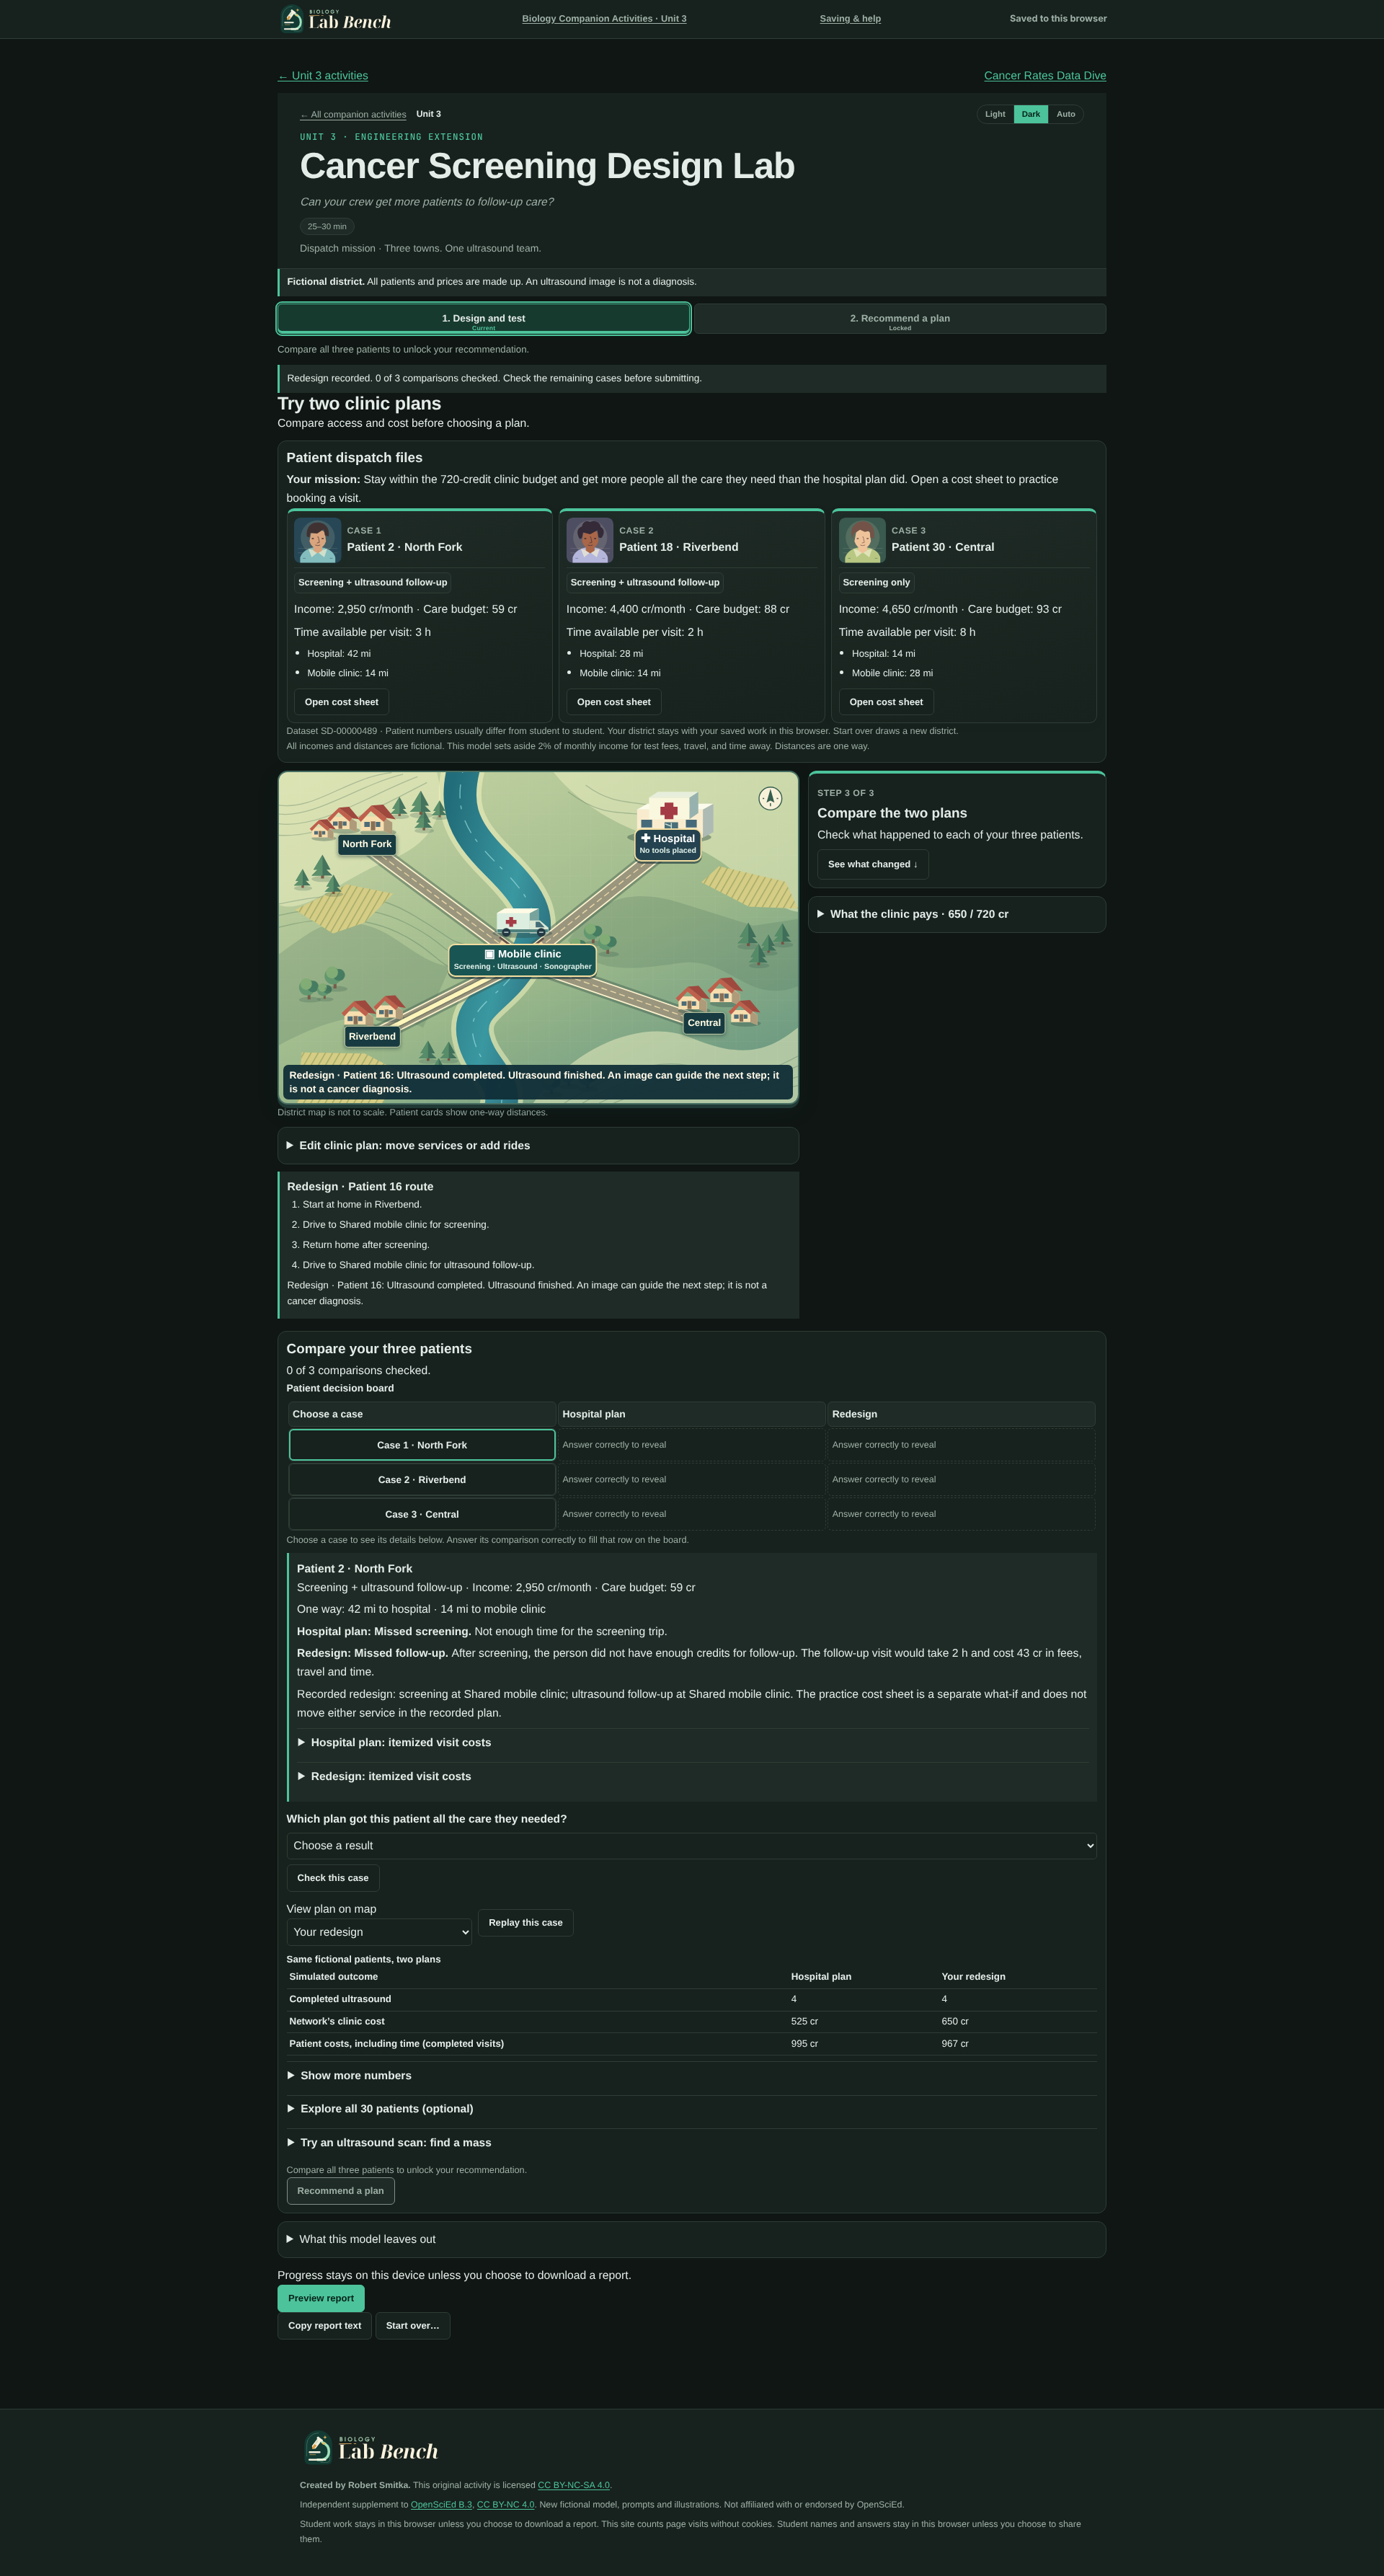 BIOLOGY
Lab Bench
Biology Companion Activities · Unit 3
Saving & help
Saved to this browser
← Unit 3 activities
Cancer Rates Data Dive
← All companion activities
Unit 3
Light
Dark
Auto
UNIT 3 · ENGINEERING EXTENSION
Cancer Screening Design Lab
Can your crew get more patients to follow-up care?
25–30 min
Dispatch mission · Three towns. One ultrasound team.
Fictional district. All patients and prices are made up. An ultrasound image is not a diagnosis.
1. Design and test
Current
2. Recommend a plan
Locked
Compare all three patients to unlock your recommendation.
Redesign recorded. 0 of 3 comparisons checked. Check the remaining cases before submitting.
Try two clinic plans
Compare access and cost before choosing a plan.
Patient dispatch files
Your mission: Stay within the 720-credit clinic budget and get more people all the care they need than the hospital plan did. Open a cost sheet to practice
booking a visit.
CASE 1
Patient 2 · North Fork
Screening + ultrasound follow-up
Income: 2,950 cr/month · Care budget: 59 cr
Time available per visit: 3 h
• Hospital: 42 mi
• Mobile clinic: 14 mi
Open cost sheet
CASE 2
Patient 18 · Riverbend
Screening + ultrasound follow-up
Income: 4,400 cr/month · Care budget: 88 cr
Time available per visit: 2 h
• Hospital: 28 mi
• Mobile clinic: 14 mi
Open cost sheet
CASE 3
Patient 30 · Central
Screening only
Income: 4,650 cr/month · Care budget: 93 cr
Time available per visit: 8 h
• Hospital: 14 mi
• Mobile clinic: 28 mi
Open cost sheet
Dataset SD-00000489 · Patient numbers usually differ from student to student. Your district stays with your saved work in this browser. Start over draws a new district.
All incomes and distances are fictional. This model sets aside 2% of monthly income for test fees, travel, and time away. Distances are one way.
North Fork
✚ Hospital
No tools placed
▣ Mobile clinic
Screening · Ultrasound · Sonographer
Riverbend
Central
Redesign · Patient 16: Ultrasound completed. Ultrasound finished. An image can guide the next step; it
is not a cancer diagnosis.
District map is not to scale. Patient cards show one-way distances.
STEP 3 OF 3
Compare the two plans
Check what happened to each of your three patients.
See what changed ↓
▶ What the clinic pays · 650 / 720 cr
▶ Edit clinic plan: move services or add rides
Redesign · Patient 16 route
1. Start at home in Riverbend.
2. Drive to Shared mobile clinic for screening.
3. Return home after screening.
4. Drive to Shared mobile clinic for ultrasound follow-up.
Redesign · Patient 16: Ultrasound completed. Ultrasound finished. An image can guide the next step; it is not a
cancer diagnosis.
Compare your three patients
0 of 3 comparisons checked.
Patient decision board
Choose a case
Hospital plan
Redesign
Case 1 · North Fork
Answer correctly to reveal
Answer correctly to reveal
Case 2 · Riverbend
Answer correctly to reveal
Answer correctly to reveal
Case 3 · Central
Answer correctly to reveal
Answer correctly to reveal
Choose a case to see its details below. Answer its comparison correctly to fill that row on the board.
Patient 2 · North Fork
Screening + ultrasound follow-up · Income: 2,950 cr/month · Care budget: 59 cr
One way: 42 mi to hospital · 14 mi to mobile clinic
Hospital plan: Missed screening. Not enough time for the screening trip.
Redesign: Missed follow-up. After screening, the person did not have enough credits for follow-up. The follow-up visit would take 2 h and cost 43 cr in fees,
travel and time.
Recorded redesign: screening at Shared mobile clinic; ultrasound follow-up at Shared mobile clinic. The practice cost sheet is a separate what-if and does not
move either service in the recorded plan.
▶ Hospital plan: itemized visit costs
▶ Redesign: itemized visit costs
Which plan got this patient all the care they needed?
Choose a result
Check this case
View plan on map
Your redesign
Replay this case
Same fictional patients, two plans
Simulated outcome
Hospital plan
Your redesign
Completed ultrasound
4
4
Network's clinic cost
525 cr
650 cr
Patient costs, including time (completed visits)
995 cr
967 cr
▶ Show more numbers
▶ Explore all 30 patients (optional)
▶ Try an ultrasound scan: find a mass
Compare all three patients to unlock your recommendation.
Recommend a plan
▶ What this model leaves out
Progress stays on this device unless you choose to download a report.
Preview report
Copy report text
Start over…
BIOLOGY
Lab Bench
Created by Robert Smitka. This original activity is licensed CC BY-NC-SA 4.0.
Independent supplement to OpenSciEd B.3, CC BY-NC 4.0. New fictional model, prompts and illustrations. Not affiliated with or endorsed by OpenSciEd.
Student work stays in this browser unless you choose to download a report. This site counts page visits without cookies. Student names and answers stay in this browser unless you choose to share
them.